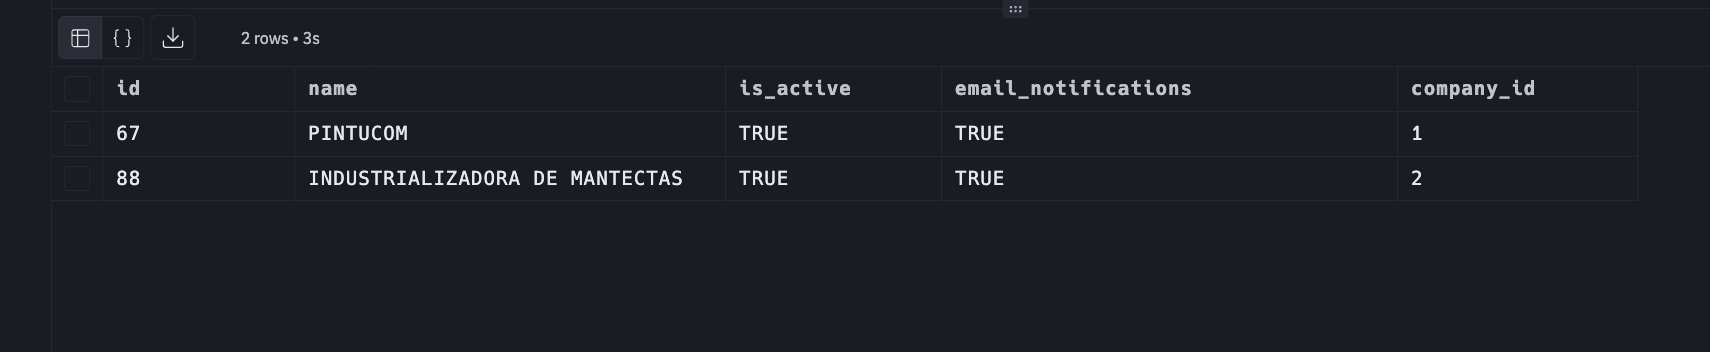 {} 2 rows • 3s
id name is_active email_notifications company_id
67 PINTUCOM TRUE TRUE 1
88 INDUSTRIALIZADORA DE MANTECTAS TRUE TRUE 2